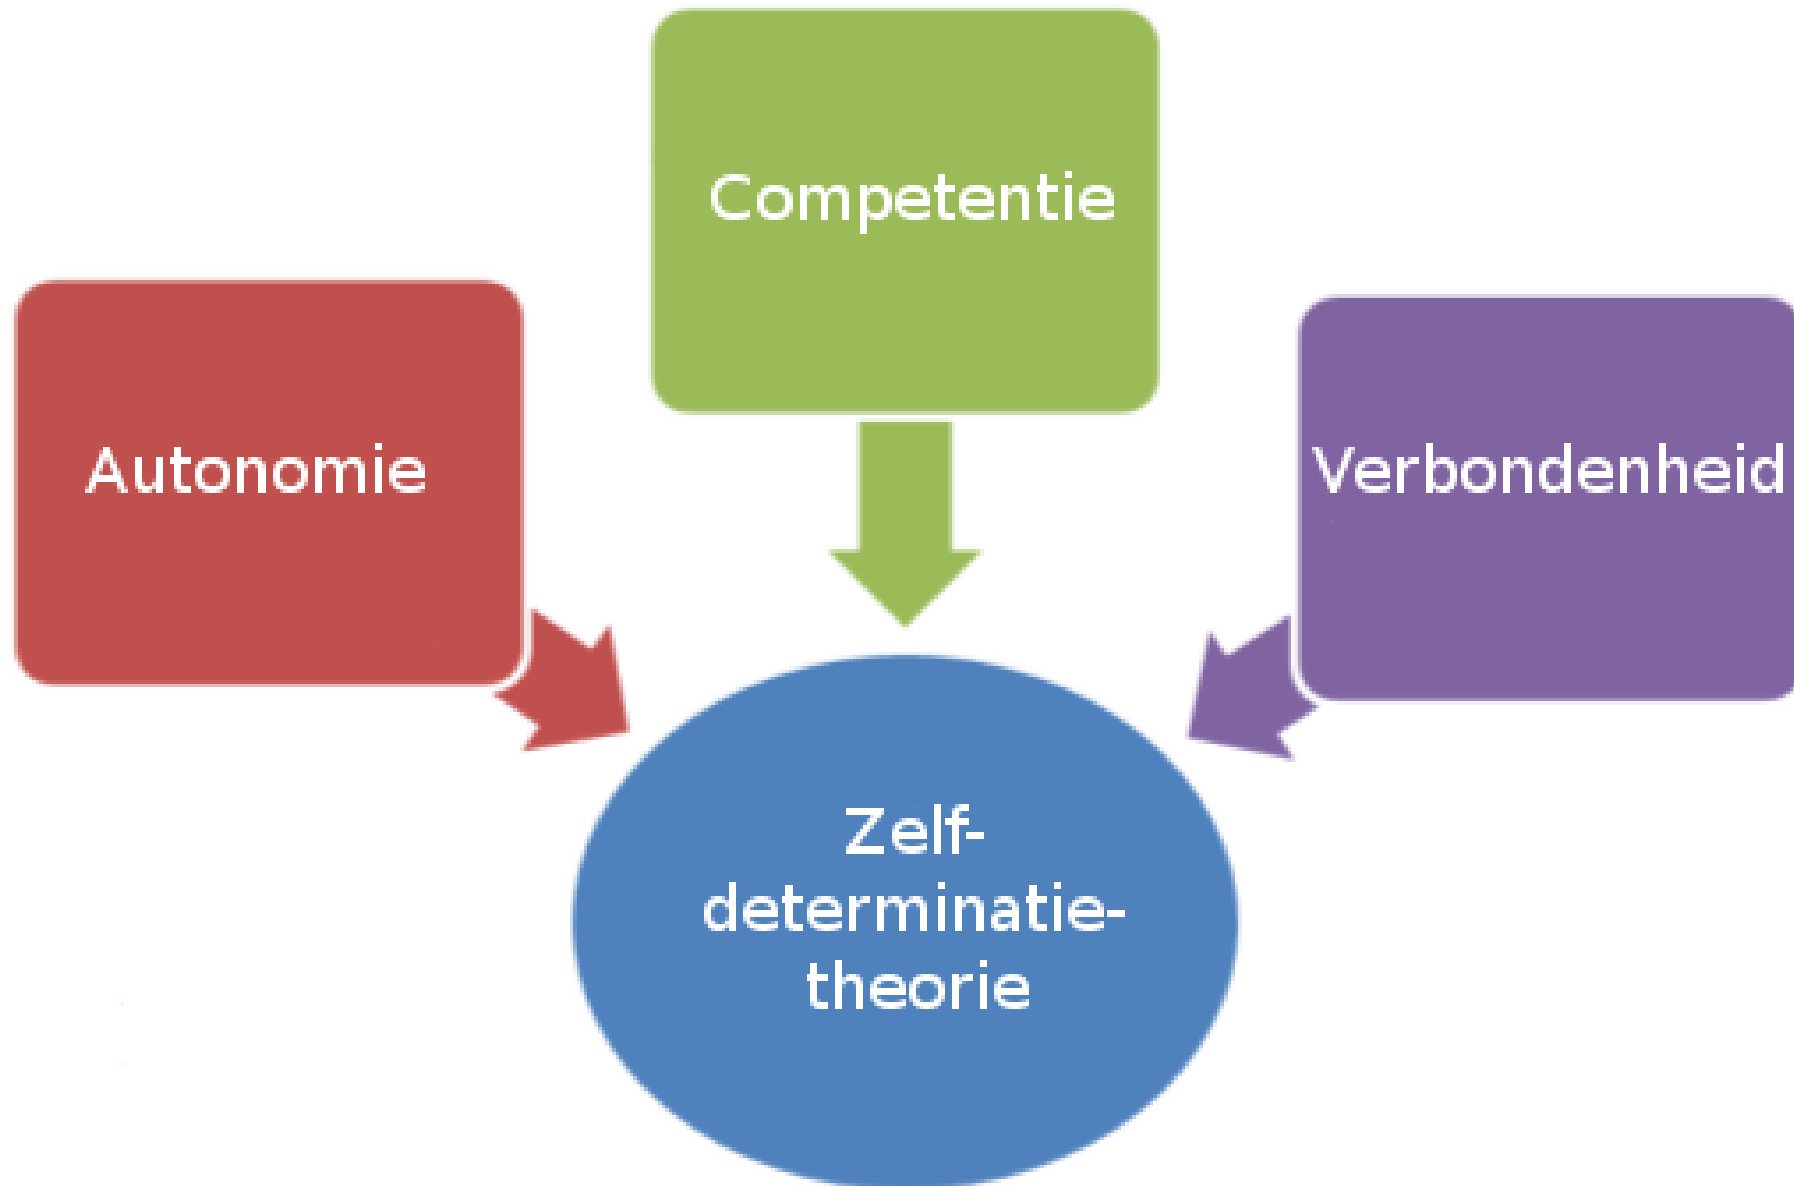 Competentie
Autonomie
Verbondenheid
Zelf-
determinatie-
theorie